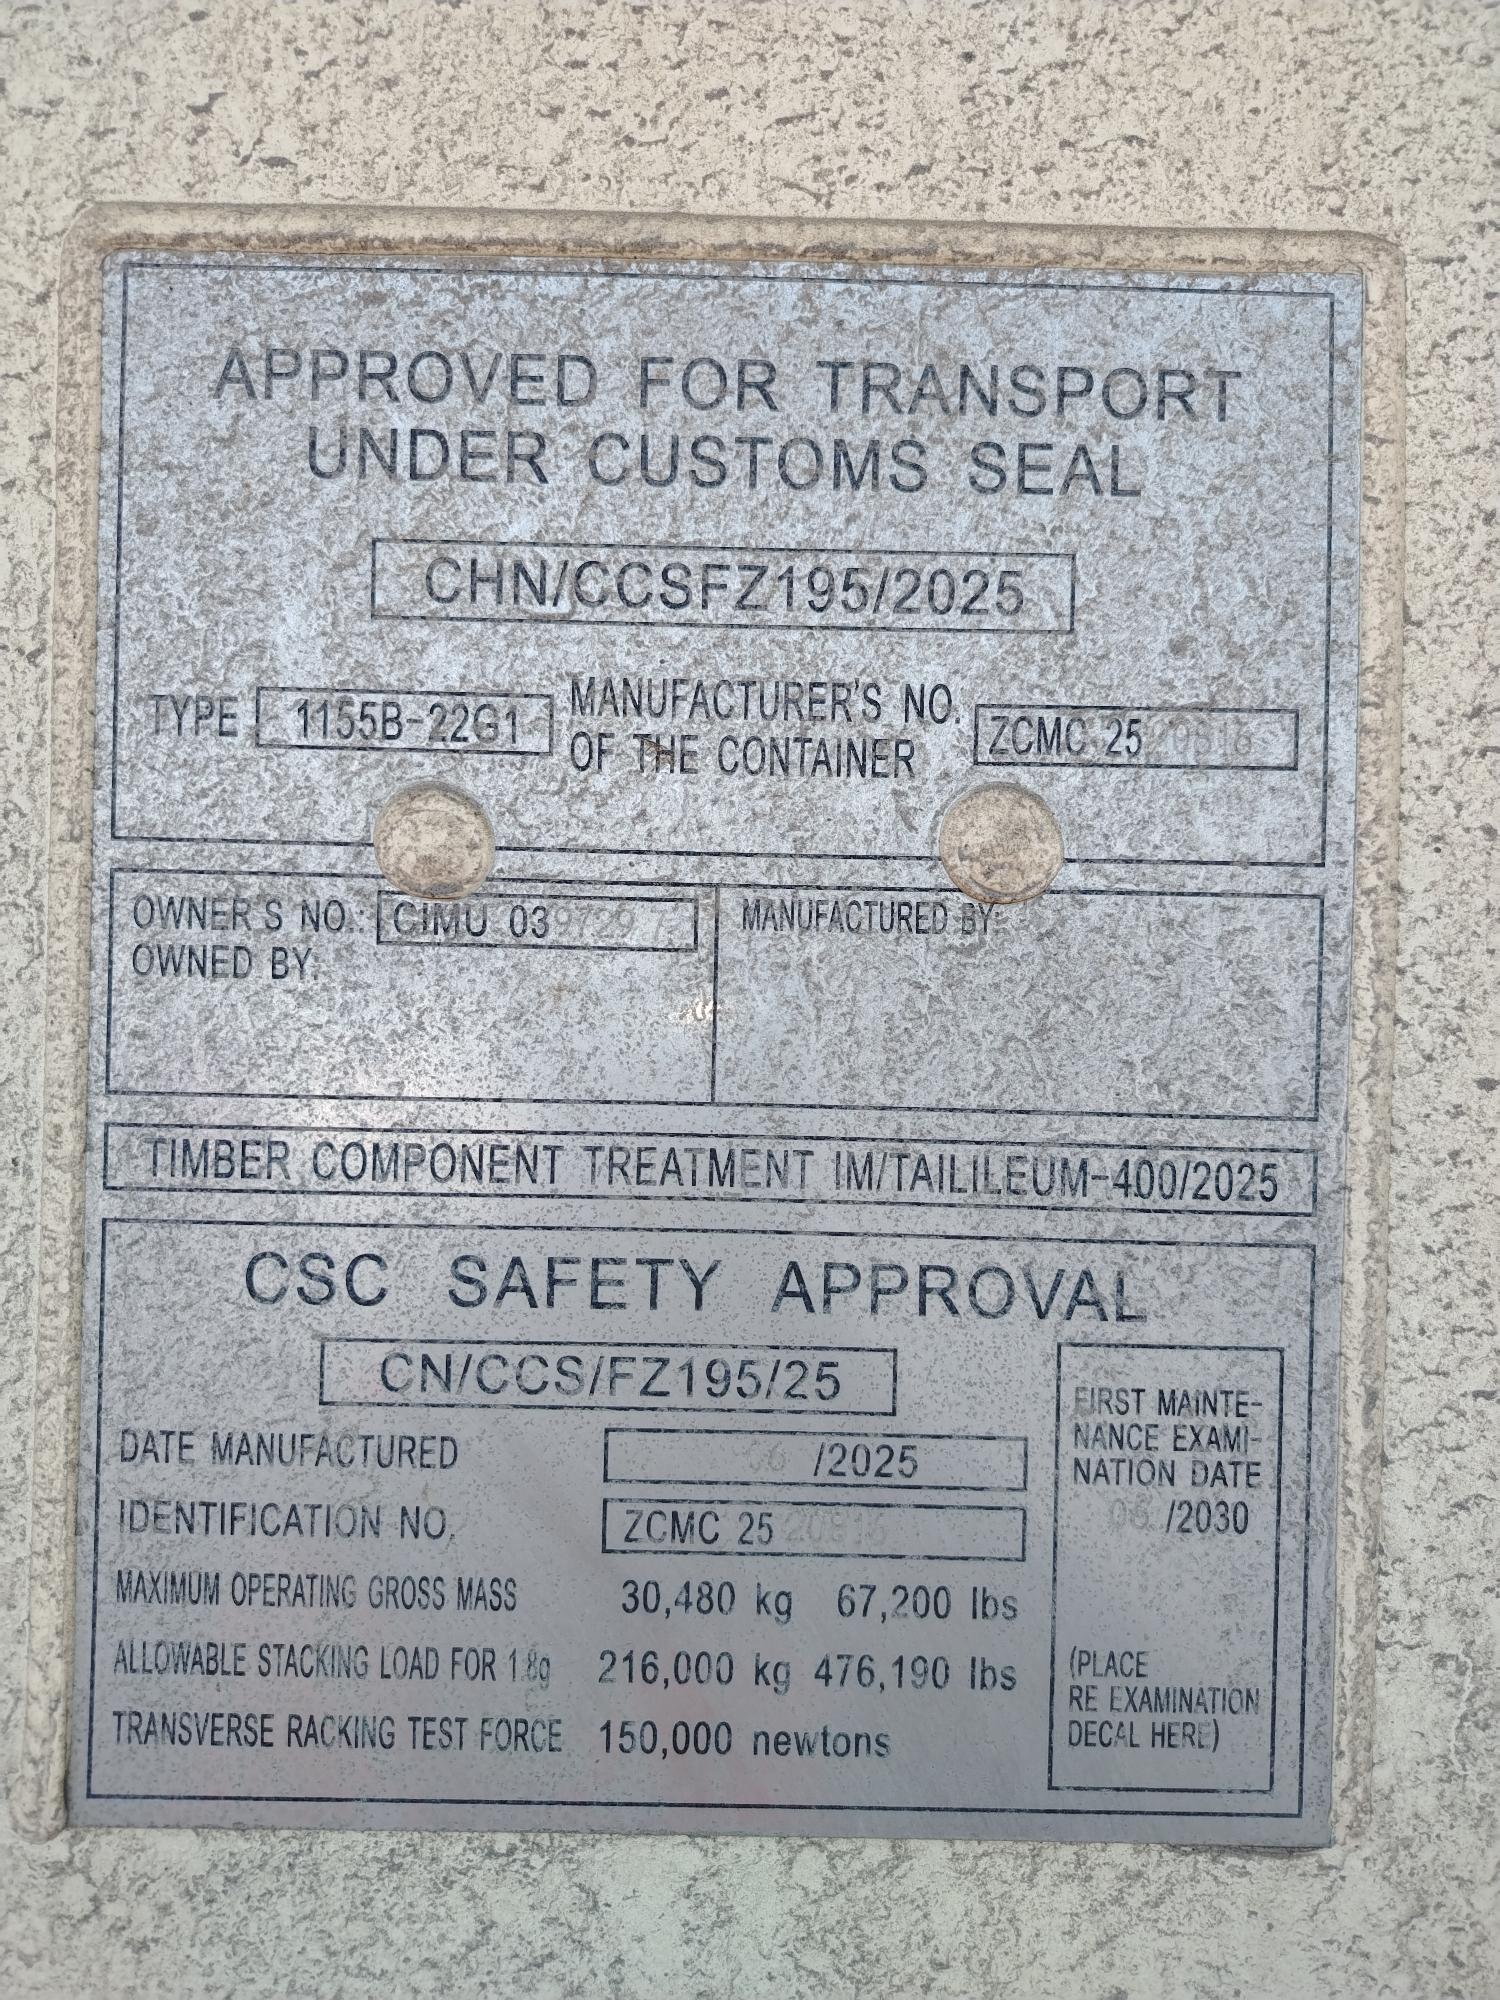 APPROVED FOR TRANSPORT
UNDER CUSTOMS SEAL
CHN/CCSFZ195/2025
TYPE 1155B-22G1
MANUFACTURER'S NO.
OF THE CONTAINER
ZCMC 25
OWNER'S NO.: CIMU 03
OWNED BY:
MANUFACTURED BY:
TIMBER COMPONENT TREATMENT IM/TAILILEUM-400/2025
CSC SAFETY APPROVAL
CN/CCS/FZ195/25
DATE MANUFACTURED 06 /2025
IDENTIFICATION NO. ZCMC 25
MAXIMUM OPERATING GROSS MASS 30,480 kg 67,200 lbs
ALLOWABLE STACKING LOAD FOR 1.8g 216,000 kg 476,190 lbs
TRANSVERSE RACKING TEST FORCE 150,000 newtons
FIRST MAINTE-
NANCE EXAMI-
NATION DATE
06 /2030
(PLACE
RE EXAMINATION
DECAL HERE)